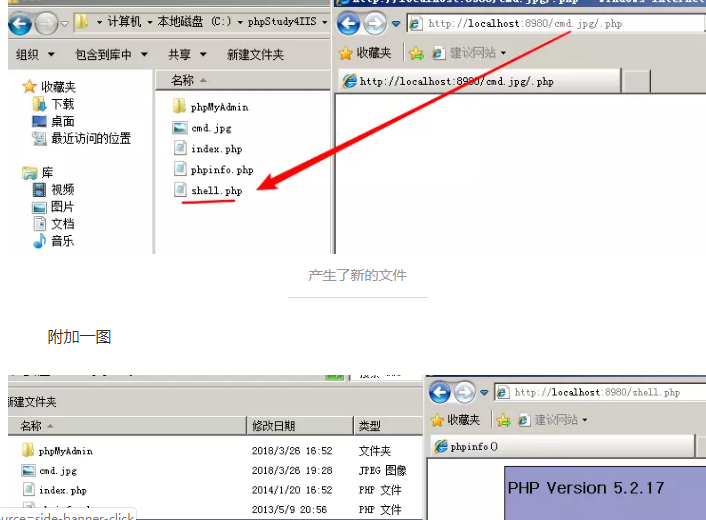 计算机 ▸ 本地磁盘 (C:) ▸ phpStudy4IIS
http://localhost:8980/cmd.jpg/.php
组织 包含到库中 共享 新建文件夹
收藏夹 建议网站
收藏夹
下载
桌面
最近访问的位置
库
视频
图片
文档
音乐
名称
phpMyAdmin
cmd.jpg
index.php
phpinfo.php
shell.php
http://localhost:8980/cmd.jpg/.php
产生了新的文件
附加一图
新建文件夹
名称 修改日期 类型
phpMyAdmin 2018/3/26 16:52 文件夹
cmd.jpg 2018/3/26 19:28 JPEG 图像
index.php 2014/1/20 16:52 PHP 文件
2013/5/9 20:56 PHP 文件
ource=side-banner-click
http://localhost:8980/shell.php
收藏夹 建议网站
phpinfo()
PHP Version 5.2.17